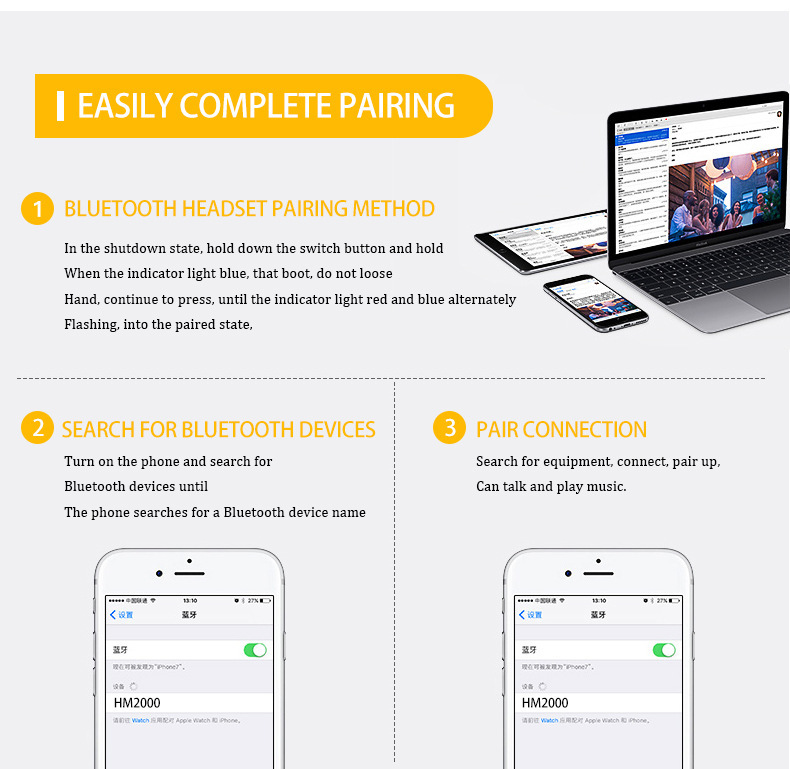 EASILY COMPLETE PAIRING
1 BLUETOOTH HEADSET PAIRING METHOD
In the shutdown state, hold down the switch button and hold
When the indicator light blue, that boot, do not loose
Hand, continue to press, until the indicator light red and blue alternately
Flashing, into the paired state,
2 SEARCH FOR BLUETOOTH DEVICES
Turn on the phone and search for
Bluetooth devices until
The phone searches for a Bluetooth device name
中国联通 13:10 27%
设置 蓝牙
蓝牙
现在可被发现为“iPhone7”。
设备
HM2000
请前往 Watch 应用配对 Apple Watch 和 iPhone。
3 PAIR CONNECTION
Search for equipment, connect, pair up,
Can talk and play music.
中国联通 13:10 27%
设置 蓝牙
蓝牙
现在可被发现为“iPhone7”。
设备
HM2000
请前往 Watch 应用配对 Apple Watch 和 iPhone。